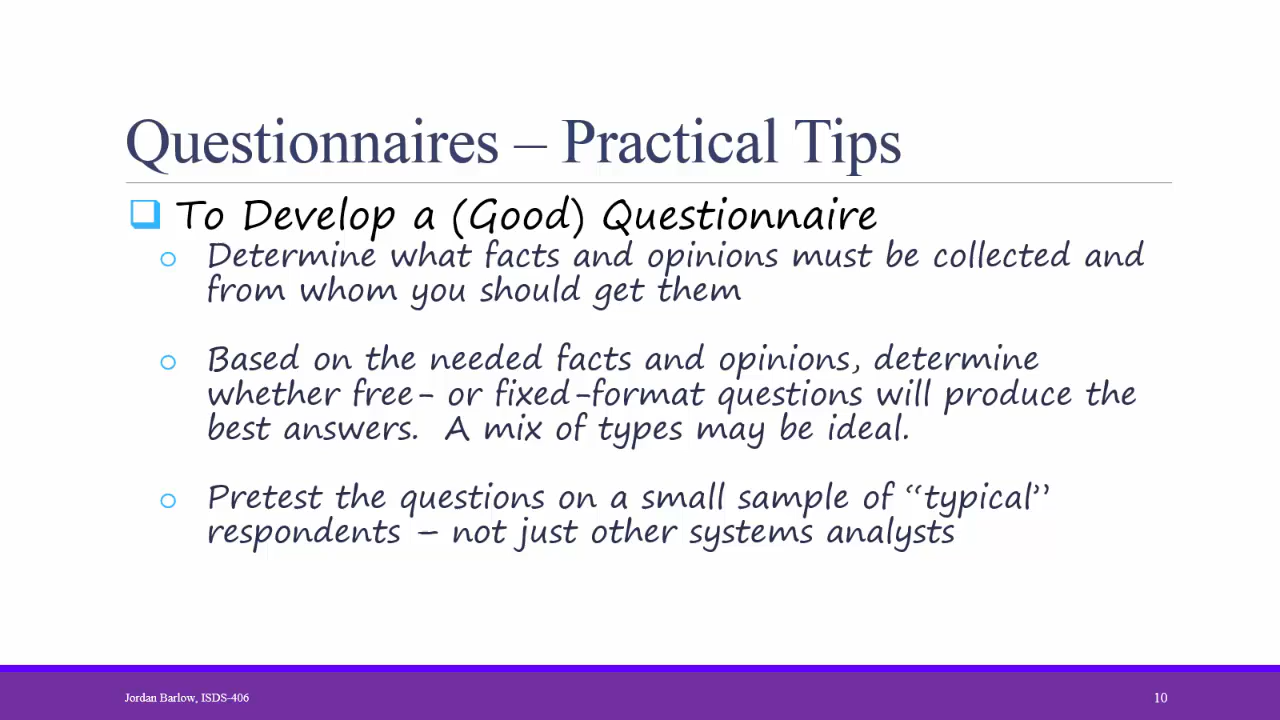 Questionnaires – Practical Tips
To Develop a (Good) Questionnaire
Determine what facts and opinions must be collected and
from whom you should get them
Based on the needed facts and opinions, determine
whether free- or fixed-format questions will produce the
best answers.  A mix of types may be ideal.
Pretest the questions on a small sample of “typical”
respondents – not just other systems analysts
Jordan Barlow, ISDS-406
10